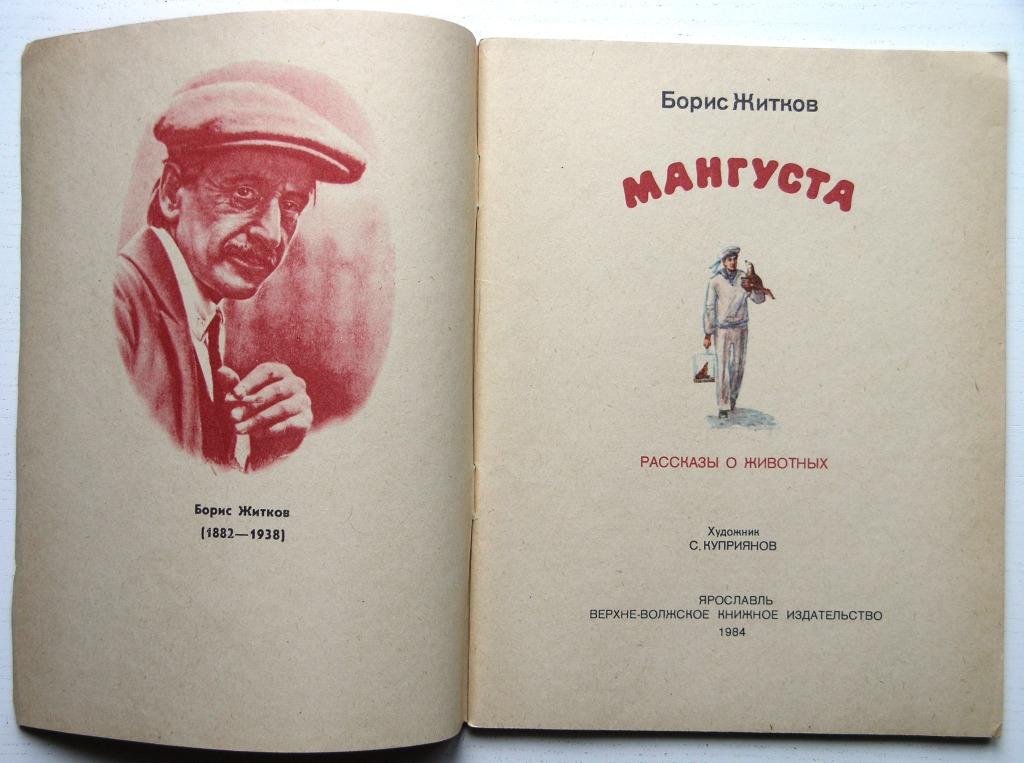 Борис Житков
(1882—1938)
Борис Житков
МАНГУСТА
РАССКАЗЫ О ЖИВОТНЫХ
Художник
С. КУПРИЯНОВ
ЯРОСЛАВЛЬ
ВЕРХНЕ-ВОЛЖСКОЕ КНИЖНОЕ ИЗДАТЕЛЬСТВО
1984